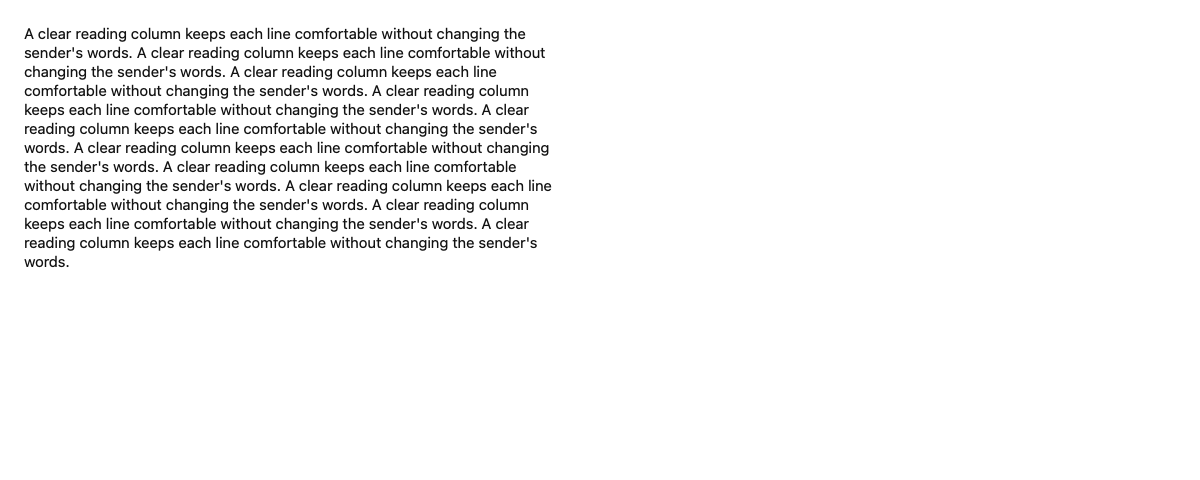 A clear reading column keeps each line comfortable without changing the
sender's words. A clear reading column keeps each line comfortable without
changing the sender's words. A clear reading column keeps each line
comfortable without changing the sender's words. A clear reading column
keeps each line comfortable without changing the sender's words. A clear
reading column keeps each line comfortable without changing the sender's
words. A clear reading column keeps each line comfortable without changing
the sender's words. A clear reading column keeps each line comfortable
without changing the sender's words. A clear reading column keeps each line
comfortable without changing the sender's words. A clear reading column
keeps each line comfortable without changing the sender's words. A clear
reading column keeps each line comfortable without changing the sender's
words.